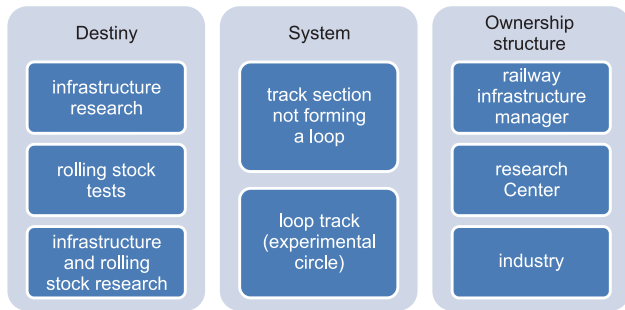 Destiny
infrastructure
research
rolling stock
tests
infrastructure
and rolling
stock research
System
track section
not forming
a loop
loop track
(experimental
circle)
Ownership
structure
railway
infrastructure
manager
research
Center
industry